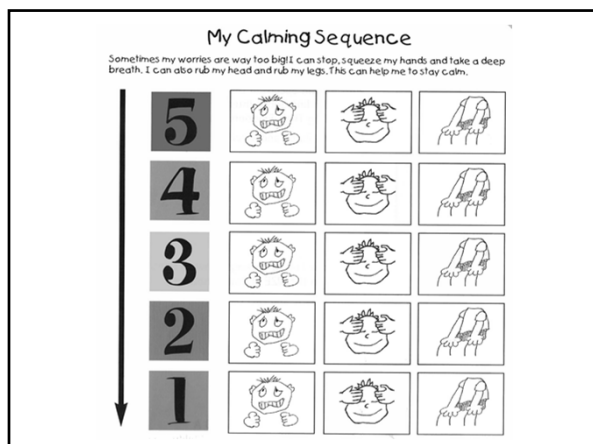 My Calming Sequence
Sometimes my worries are way too big! I can stop, squeeze my hands and take a deep
breath. I can also rub my head and rub my legs. This can help me to stay calm.
5
4
3
2
1